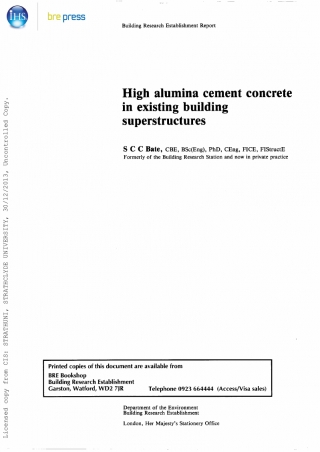 IHS
bre press
Building Research Establishment Report
High alumina cement concrete
in existing building
superstructures
S C C Bate, CBE, BSc(Eng), PhD, CEng, FICE, FIStructE
Formerly of the Building Research Station and now in private practice
Licensed copy from CIS: STRATHUNI, STRATHCLYDE UNIVERSITY, 30/12/2013, Uncontrolled Copy.
Printed copies of this document are available from
BRE Bookshop
Building Research Establishment
Garston, Watford, WD2 7JR Telephone 0923 664444 (Access/Visa sales)
Department of the Environment
Building Research Establishment
London, Her Majesty's Stationery Office